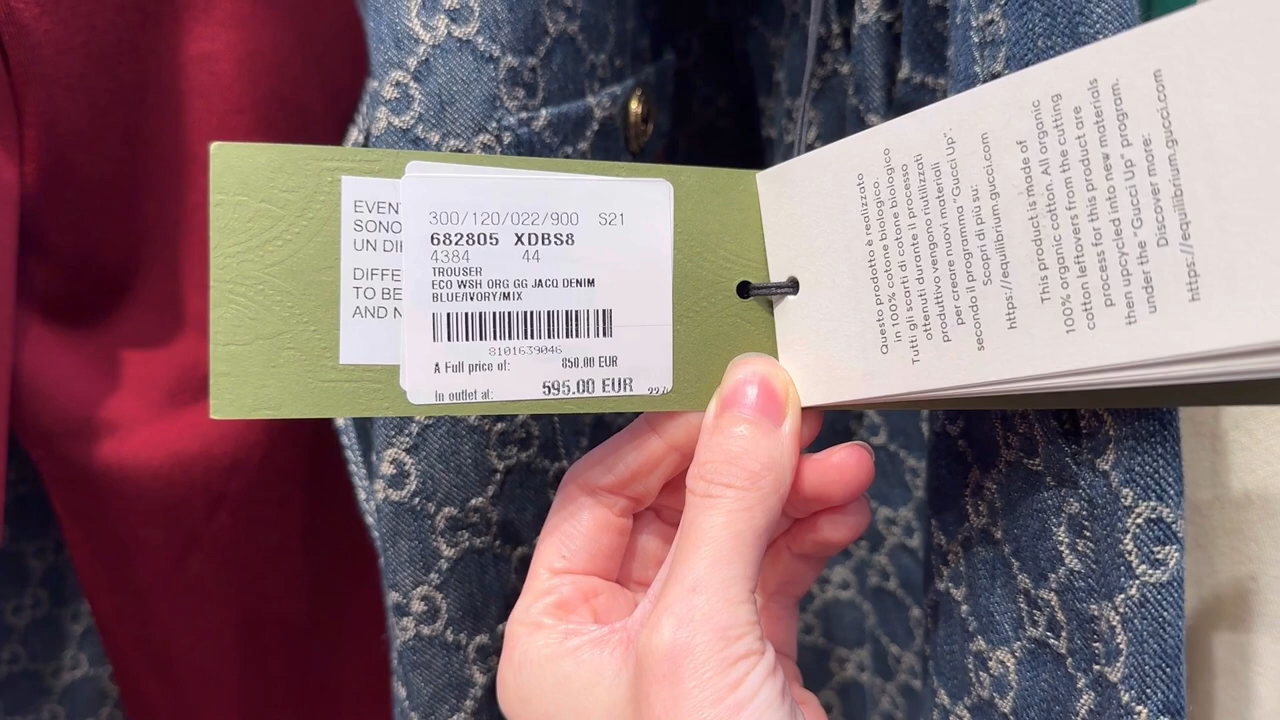 EVEN
SONO
UN DI
DIFFE
TO BE
AND N
300/120/022/900 S21
682805 XDBS8
4384 44
TROUSER
ECO WSH ORG GG JACQ DENIM
BLUE/IVORY/MIX
8101639046
A Full price of: 850.00 EUR
In outlet at: 595.00 EUR
Questo prodotto è realizzato
in 100% cotone biologico.
Tutti gli scarti di cotone biologico
ottenuti durante il processo
produttivo vengono riutilizzati
per creare nuovi materiali
secondo il programma "Gucci Up".
Scopri di più su:
https://equilibrium.gucci.com
This product is made of
100% organic cotton. All organic
cotton leftovers from the cutting
process for this product are
then upcycled into new materials
under the "Gucci Up" program.
Discover more:
https://equilibrium.gucci.com